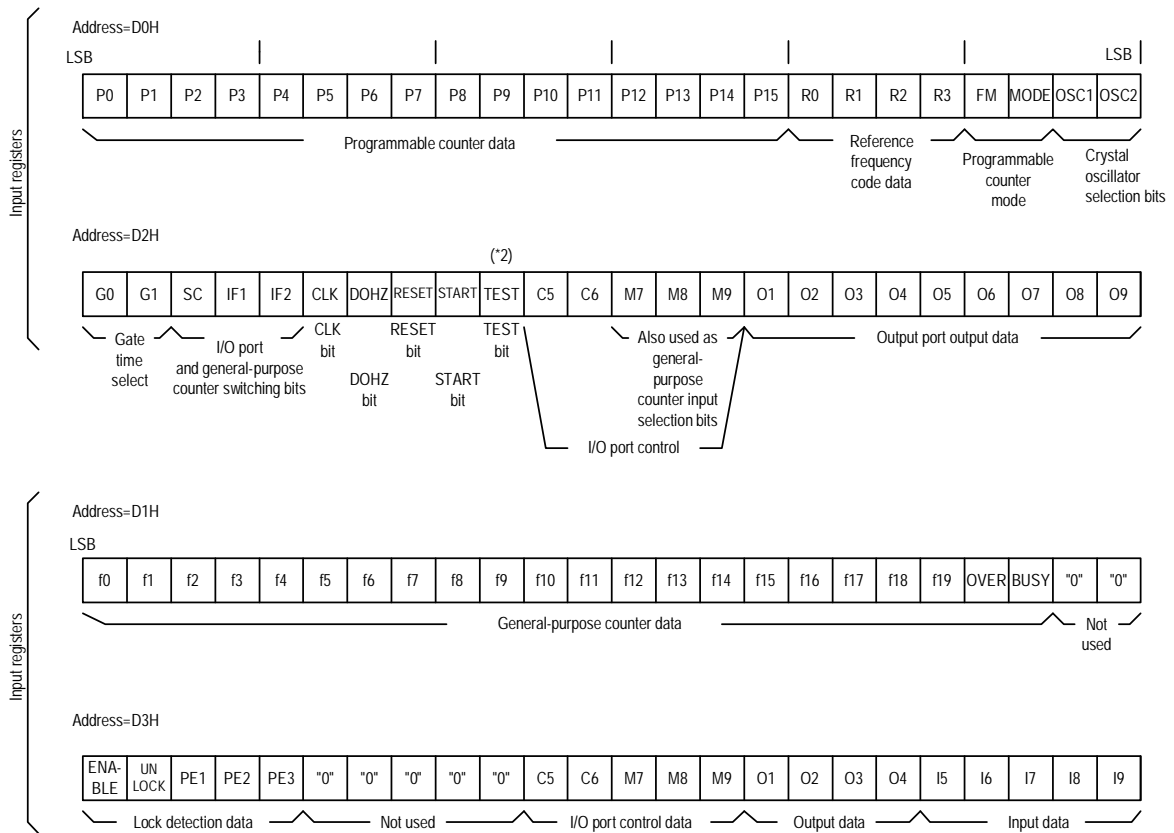 Input registers
Address=D0H
LSB
LSB
P0 P1 P2 P3 P4 P5 P6 P7 P8 P9 P10 P11 P12 P13 P14 P15 R0 R1 R2 R3 FM MODE OSC1 OSC2
Programmable counter data
Reference
frequency
code data
Programmable
counter
mode
Crystal
oscillator
selection bits
Address=D2H
(*2)
G0 G1 SC IF1 IF2 CLK DOHZ RESET START TEST C5 C6 M7 M8 M9 O1 O2 O3 O4 O5 O6 O7 O8 O9
Gate
time
select
I/O port
and general-purpose
counter switching bits
CLK
bit
DOHZ
bit
RESET
bit
START
bit
TEST
bit
Also used as
general-
purpose
counter input
selection bits
Output port output data
I/O port control
Input registers
Address=D1H
LSB
f0 f1 f2 f3 f4 f5 f6 f7 f8 f9 f10 f11 f12 f13 f14 f15 f16 f17 f18 f19 OVER BUSY "0" "0"
General-purpose counter data
Not
used
Address=D3H
ENA-
BLE
UN
LOCK
PE1 PE2 PE3 "0" "0" "0" "0" "0" C5 C6 M7 M8 M9 O1 O2 O3 O4 I5 I6 I7 I8 I9
Lock detection data
Not used
I/O port control data
Output data
Input data